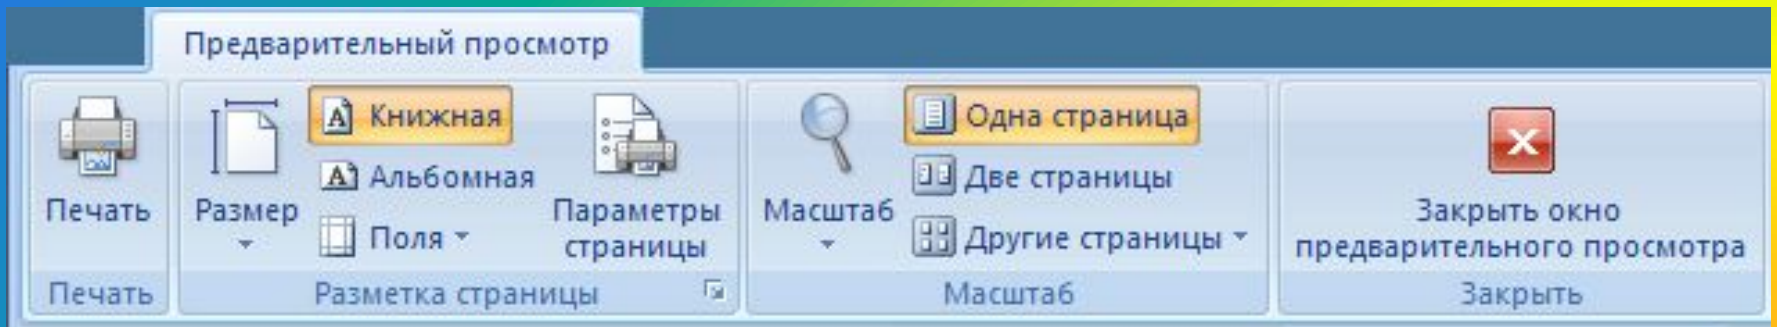 Предварительный просмотр
Печать
Печать
Размер
Книжная
Альбомная
Поля
Параметры
страницы
Разметка страницы
Масштаб
Одна страница
Две страницы
Другие страницы
Масштаб
Закрыть окно
предварительного просмотра
Закрыть